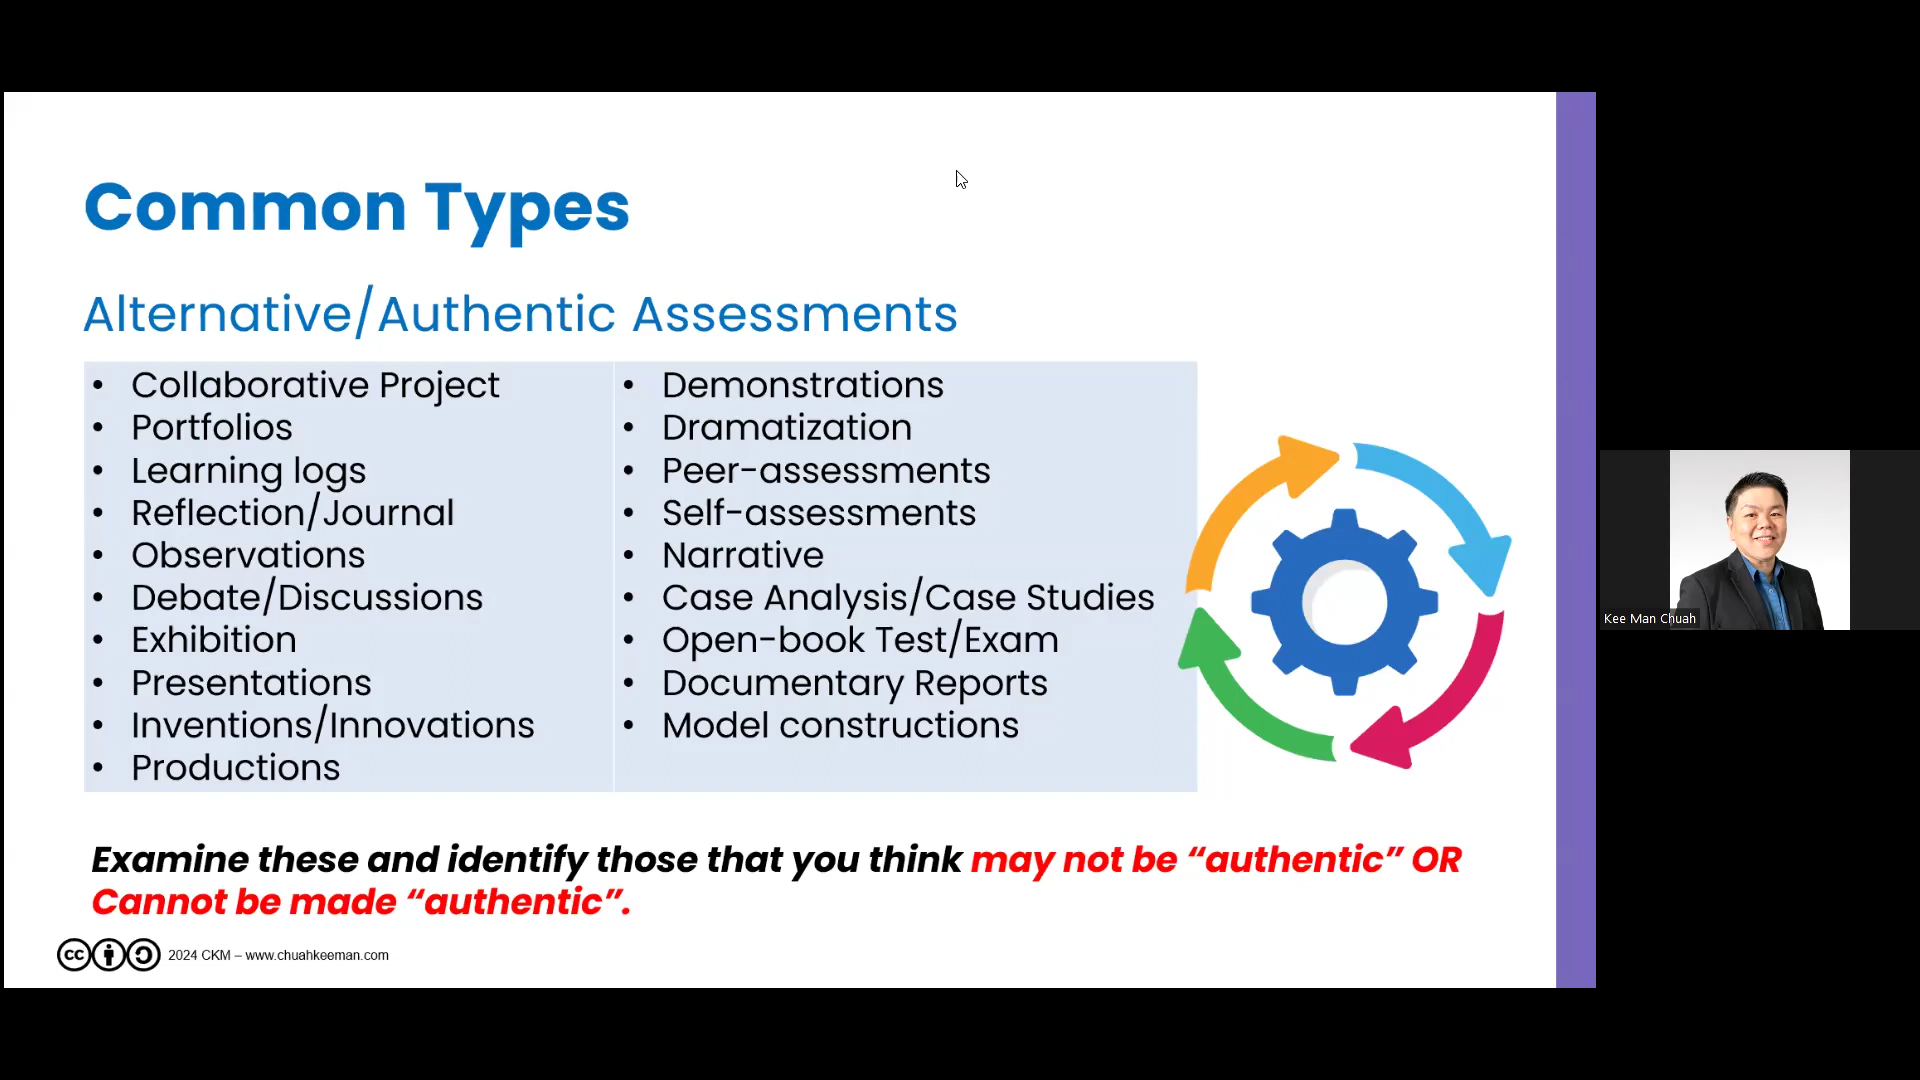 Common Types
Alternative/Authentic Assessments
• Collaborative Project
• Portfolios
• Learning logs
• Reflection/Journal
• Observations
• Debate/Discussions
• Exhibition
• Presentations
• Inventions/Innovations
• Productions
• Demonstrations
• Dramatization
• Peer-assessments
• Self-assessments
• Narrative
• Case Analysis/Case Studies
• Open-book Test/Exam
• Documentary Reports
• Model constructions
Examine these and identify those that you think may not be “authentic” OR
Cannot be made “authentic”.
cc
2024 CKM – www.chuahkeeman.com
Kee Man Chuah